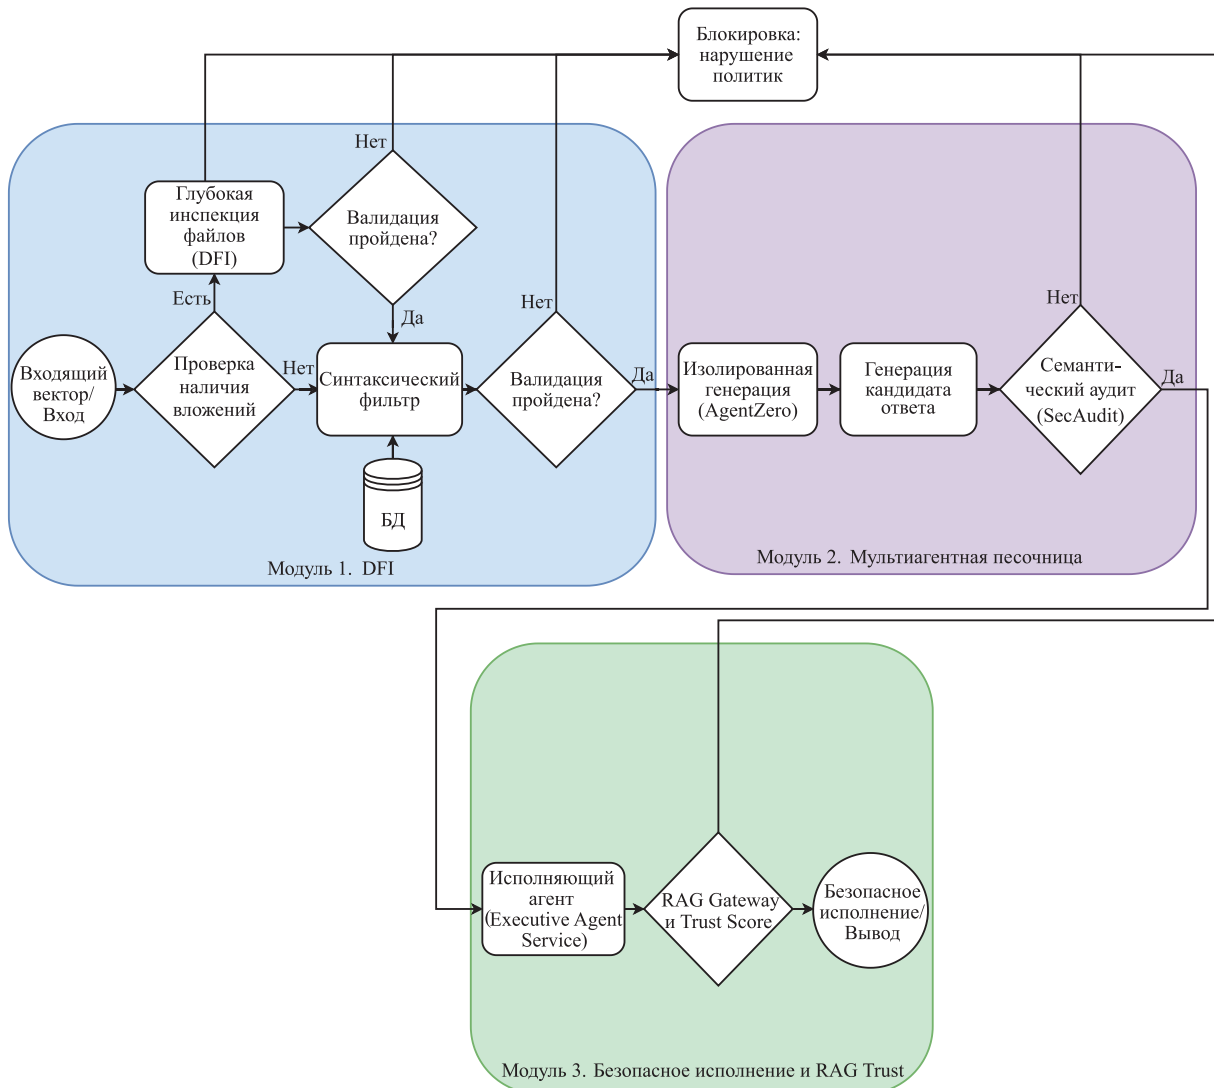 Блокировка:
нарушение
политик
Нет
Глубокая
инспекция
файлов
(DFI)
Валидация
пройдена?
Есть
Да
Нет
Нет
Входящий
вектор/
Вход
Проверка
наличия
вложений
Нет
Синтаксический
фильтр
Валидация
пройдена?
Да
Изолированная
генерация
(AgentZero)
Генерация
кандидата
ответа
Семанти-
ческий аудит
(SecAudit)
Да
БД
Модуль 1. DFI
Модуль 2. Мультиагентная песочница
Исполняющий
агент
(Executive Agent
Service)
RAG Gateway
и Trust Score
Безопасное
исполнение/
Вывод
Модуль 3. Безопасное исполнение и RAG Trust